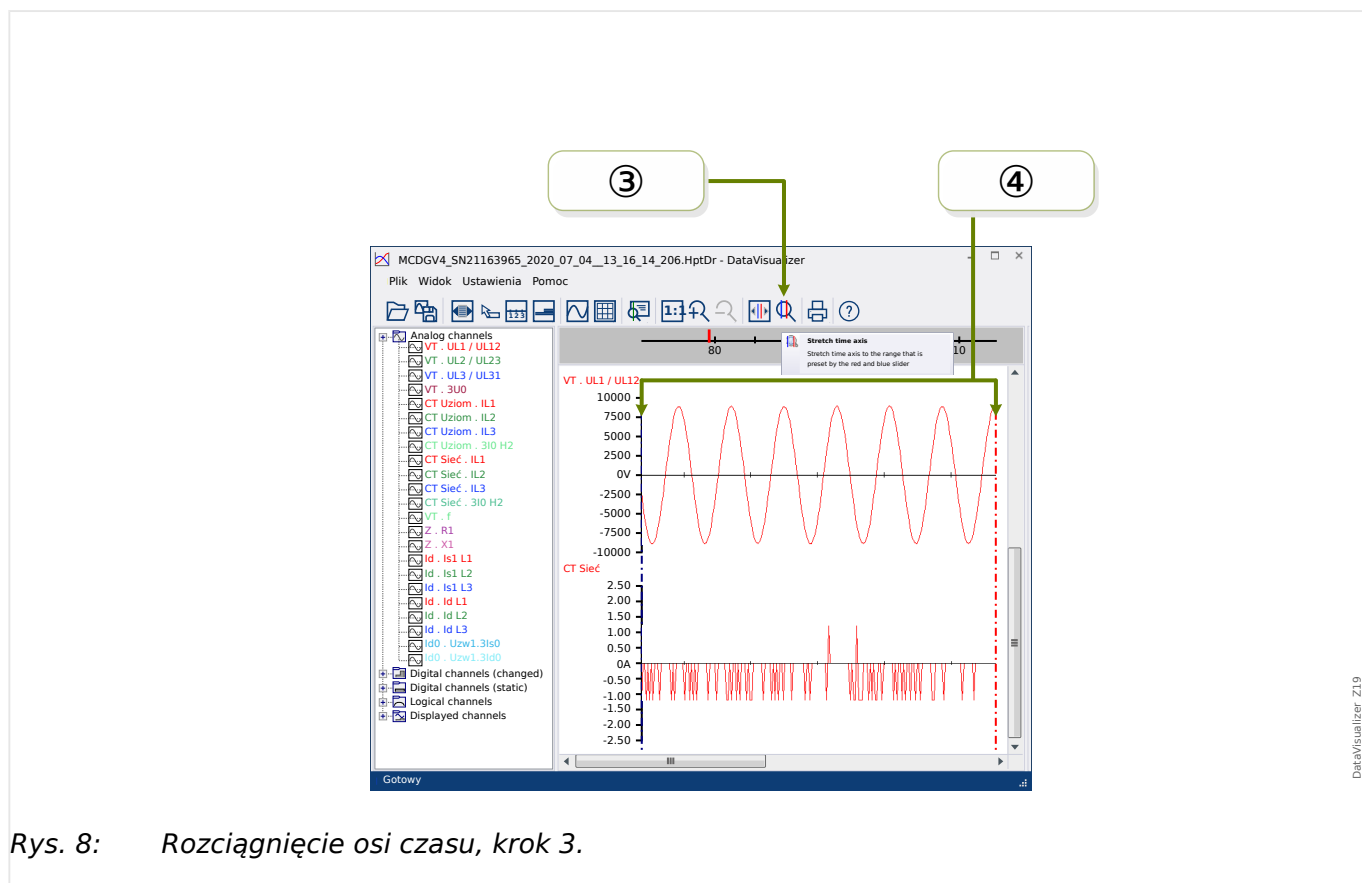 ③
④
MCDGV4_SN21163965_2020_07_04__13_16_14_206.HptDr - DataVisualizer
Plik Widok Ustawienia Pomoc
1:1
123
Analog channels
VT . UL1 / UL12
VT . UL2 / UL23
VT . UL3 / UL31
VT . 3U0
CT Uziom . IL1
CT Uziom . IL2
CT Uziom . IL3
CT Uziom . 3I0 H2
CT Sieć . IL1
CT Sieć . IL2
CT Sieć . IL3
CT Sieć . 3I0 H2
VT . f
Z . R1
Z . X1
Id . Is1 L1
Id . Is1 L2
Id . Is1 L3
Id . Id L1
Id . Id L2
Id . Id L3
Id0 . Uzw1.3Is0
Id0 . Uzw1.3Id0
Digital channels (changed)
Digital channels (static)
Logical channels
Displayed channels
80
10
Stretch time axis
Stretch time axis to the range that is
preset by the red and blue slider
VT . UL1 / UL12
10000
7500
5000
2500
0V
-2500
-5000
-7500
-10000
CT Sieć
2.50
2.00
1.50
1.00
0.50
0A
-0.50
-1.00
-1.50
-2.00
-2.50
Gotowy
DataVisualizer Z19
Rys. 8: Rozciągnięcie osi czasu, krok 3.